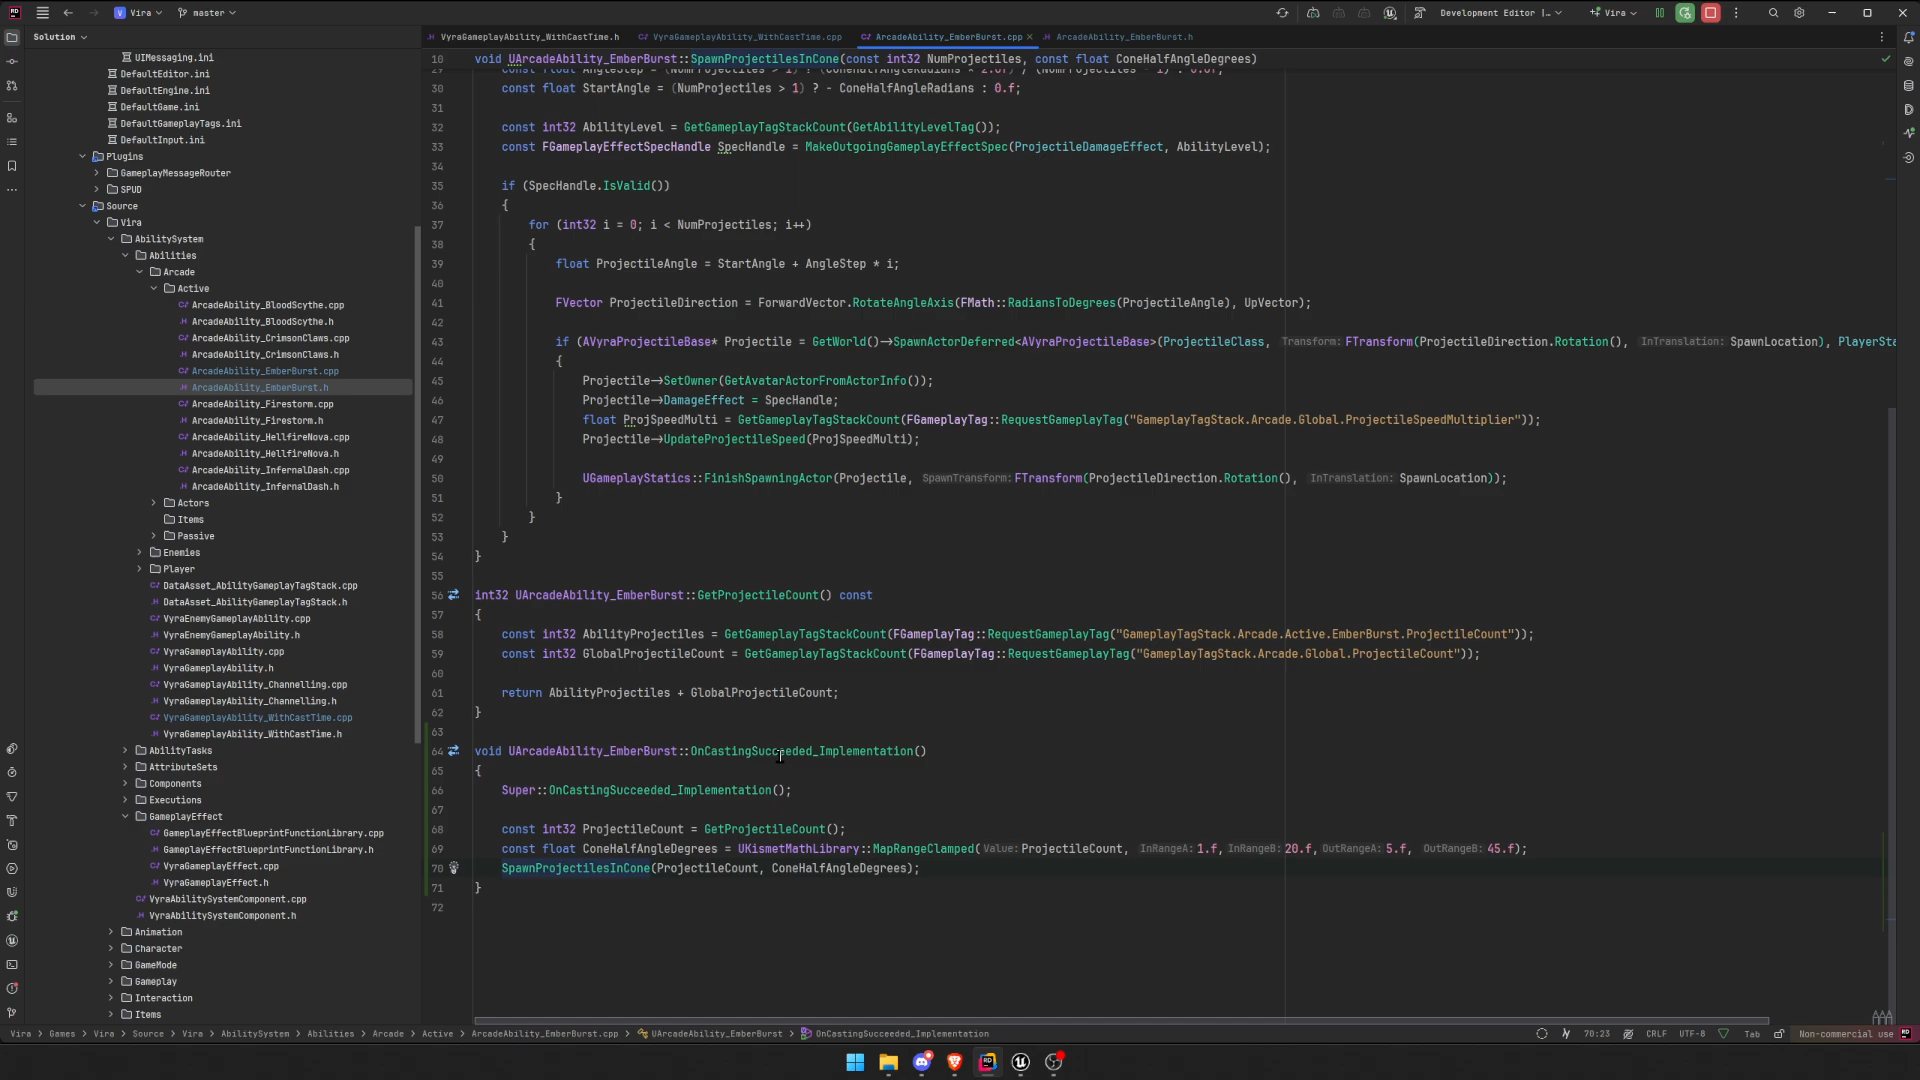 Vira
master
Development Editor |...
Vira
Solution
UIMessaging.ini
DefaultEditor.ini
DefaultEngine.ini
DefaultGame.ini
DefaultGameplayTags.ini
DefaultInput.ini
Plugins
GameplayMessageRouter
SPUD
Source
Vira
AbilitySystem
Abilities
Arcade
Active
ArcadeAbility_BloodScythe.cpp
ArcadeAbility_BloodScythe.h
ArcadeAbility_CrimsonClaws.cpp
ArcadeAbility_CrimsonClaws.h
ArcadeAbility_EmberBurst.cpp
ArcadeAbility_EmberBurst.h
ArcadeAbility_Firestorm.cpp
ArcadeAbility_Firestorm.h
ArcadeAbility_HellfireNova.cpp
ArcadeAbility_HellfireNova.h
ArcadeAbility_InfernalDash.cpp
ArcadeAbility_InfernalDash.h
Actors
Items
Passive
Enemies
Player
DataAsset_AbilityGameplayTagStack.cpp
DataAsset_AbilityGameplayTagStack.h
VyraEnemyGameplayAbility.cpp
VyraEnemyGameplayAbility.h
VyraGameplayAbility.cpp
VyraGameplayAbility.h
VyraGameplayAbility_Channelling.cpp
VyraGameplayAbility_Channelling.h
VyraGameplayAbility_WithCastTime.cpp
VyraGameplayAbility_WithCastTime.h
AbilityTasks
AttributeSets
Components
Executions
GameplayEffect
GameplayEffectBlueprintFunctionLibrary.cpp
GameplayEffectBlueprintFunctionLibrary.h
VyraGameplayEffect.cpp
VyraGameplayEffect.h
VyraAbilitySystemComponent.cpp
VyraAbilitySystemComponent.h
Animation
Character
GameMode
Gameplay
Interaction
Items
VyraGameplayAbility_WithCastTime.h
VyraGameplayAbility_WithCastTime.cpp
ArcadeAbility_EmberBurst.cpp
ArcadeAbility_EmberBurst.h
10 void UArcadeAbility_EmberBurst::SpawnProjectilesInCone(const int32 NumProjectiles, const float ConeHalfAngleDegrees)
29 const float AngleStep = (NumProjectiles > 1) ? (ConeHalfAngleRadians * 2.0f) / (NumProjectiles - 1) : 0.0f;
30 const float StartAngle = (NumProjectiles > 1) ? - ConeHalfAngleRadians : 0.f;
31
32 const int32 AbilityLevel = GetGameplayTagStackCount(GetAbilityLevelTag());
33 const FGameplayEffectSpecHandle SpecHandle = MakeOutgoingGameplayEffectSpec(ProjectileDamageEffect, AbilityLevel);
34
35 if (SpecHandle.IsValid())
36 {
37 for (int32 i = 0; i < NumProjectiles; i++)
38 {
39 float ProjectileAngle = StartAngle + AngleStep * i;
40
41 FVector ProjectileDirection = ForwardVector.RotateAngleAxis(FMath::RadiansToDegrees(ProjectileAngle), UpVector);
42
43 if (AVyraProjectileBase* Projectile = GetWorld()->SpawnActorDeferred<AVyraProjectileBase>(ProjectileClass, Transform: FTransform(ProjectileDirection.Rotation(), InTranslation: SpawnLocation), PlayerSta
44 {
45 Projectile->SetOwner(GetAvatarActorFromActorInfo());
46 Projectile->DamageEffect = SpecHandle;
47 float ProjSpeedMulti = GetGameplayTagStackCount(FGameplayTag::RequestGameplayTag("GameplayTagStack.Arcade.Global.ProjectileSpeedMultiplier"));
48 Projectile->UpdateProjectileSpeed(ProjSpeedMulti);
49
50 UGameplayStatics::FinishSpawningActor(Projectile, SpawnTransform: FTransform(ProjectileDirection.Rotation(), InTranslation: SpawnLocation));
51 }
52 }
53 }
54 }
55
56 int32 UArcadeAbility_EmberBurst::GetProjectileCount() const
57 {
58 const int32 AbilityProjectiles = GetGameplayTagStackCount(FGameplayTag::RequestGameplayTag("GameplayTagStack.Arcade.Active.EmberBurst.ProjectileCount"));
59 const int32 GlobalProjectileCount = GetGameplayTagStackCount(FGameplayTag::RequestGameplayTag("GameplayTagStack.Arcade.Global.ProjectileCount"));
60
61 return AbilityProjectiles + GlobalProjectileCount;
62 }
63
64 void UArcadeAbility_EmberBurst::OnCastingSucceeded_Implementation()
65 {
66 Super::OnCastingSucceeded_Implementation();
67
68 const int32 ProjectileCount = GetProjectileCount();
69 const float ConeHalfAngleDegrees = UKismetMathLibrary::MapRangeClamped(Value: ProjectileCount, InRangeA: 1.f, InRangeB: 20.f, OutRangeA: 5.f, OutRangeB: 45.f);
70 SpawnProjectilesInCone(ProjectileCount, ConeHalfAngleDegrees);
71 }
72
Vira > Games > Vira > Source > Vira > AbilitySystem > Abilities > Arcade > Active > ArcadeAbility_EmberBurst.cpp > UArcadeAbility_EmberBurst > OnCastingSucceeded_Implementation
70:23 CRLF UTF-8 Tab Non-commercial use